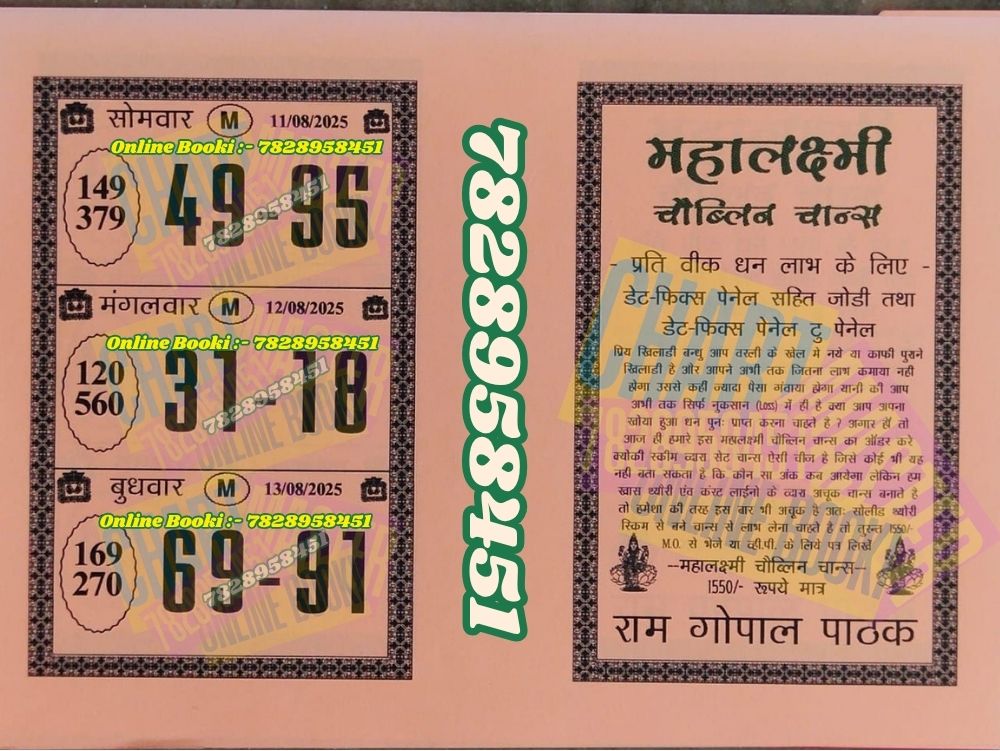 सोमवार M 11/08/2025
Online Booki :- 7828958451
149
379
49-95
7828958451
मंगलवार M 12/08/2025
Online Booki :- 7828958451
120
560
31-18
7828958451
बुधवार M 13/08/2025
Online Booki :- 7828958451
169
270
69-91
7828958451
7828958451
महालक्ष्मी
चौब्लिन चान्स
- प्रति वीक धन लाभ के लिए -
डेट-फिक्स पेनेल सहित जोडी तथा
डेट-फिक्स पेनेल टु पेनेल
प्रिय खिलाडी बन्धु आप वरली के खेल में नये या काफी पुराने
खिलाडी है और आपने अभी तक जितना लाभ कमाया नही
होगा उससे कहीं ज्यादा पेसा गंवाया होगा यानी की आप
अभी तक सिर्फ नुकसान (Loss) में ही है क्या आप अपना
खोया हुआ धन पुनः प्राप्त करना चाहते है ? अगार हाँ तो
आज ही हमारे इस महालक्ष्मी चौब्लिन चान्स का ऑडर करे
क्योकी स्कीम व्दारा सेट चान्स ऐसी चीज है जिसे कोई भी यह
नही बता सकता है कि कोन सा अंक कब आयेगा लेकिन हम
खास थ्योरी एंव कंस्ट लाईनो के व्दारा अचूक चान्स बनाते है
तो हमेशा की तरह इस बार भी अचूक है अतः सोलीड थ्योरी
स्किम से बने चान्स से लाभ लेना चाहते है तो तुरन्त 1550/-
M.O. से भेजे या व्ही.पी. के लिये पत्र लिखें
--महालक्ष्मी चौब्लिन चान्स--
1550/- रूपये मात्र
राम गोपाल पाठक